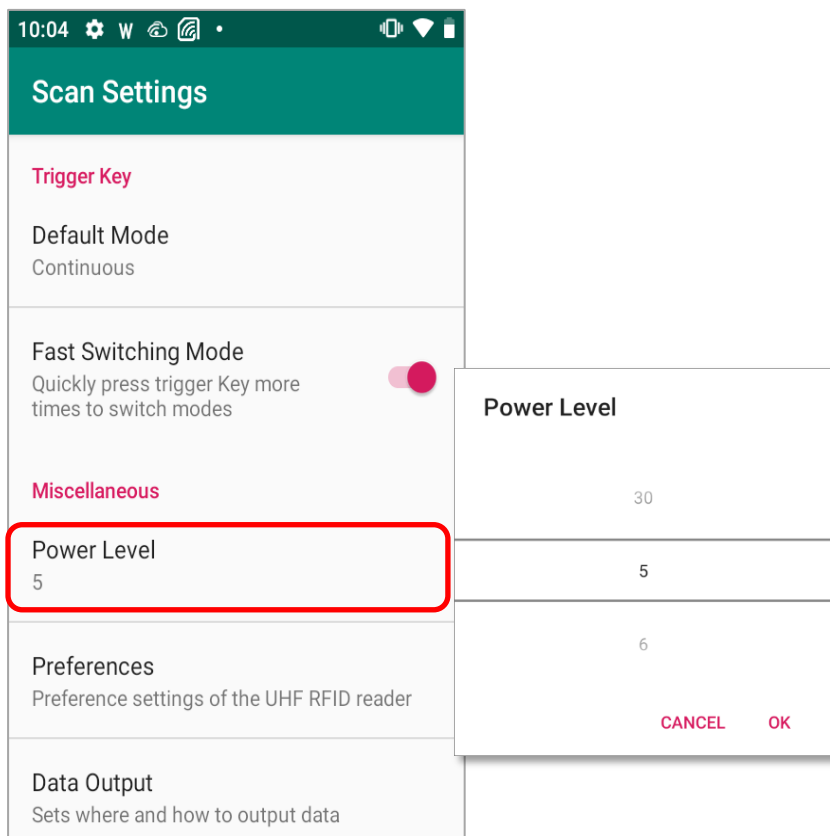 10:04 W
Scan Settings
Trigger Key
Default Mode
Continuous
Fast Switching Mode
Quickly press trigger Key more
times to switch modes
Miscellaneous
Power Level
5
Preferences
Preference settings of the UHF RFID reader
Data Output
Sets where and how to output data
Power Level
30
5
6
CANCEL OK